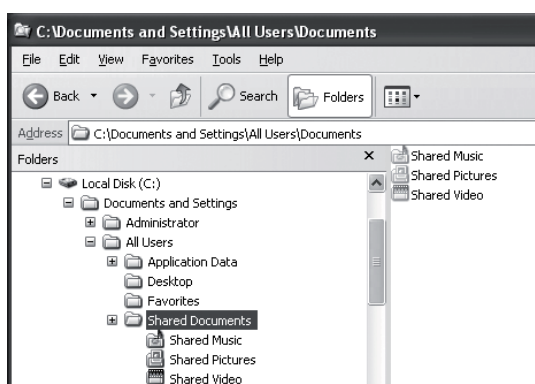 C:\Documents and Settings\All Users\Documents
File Edit View Favorites Tools Help
Back Search Folders
Address C:\Documents and Settings\All Users\Documents
Folders
Local Disk (C:)
Documents and Settings
Administrator
All Users
Application Data
Desktop
Favorites
Shared Documents
Shared Music
Shared Pictures
Shared Video
Shared Music
Shared Pictures
Shared Video